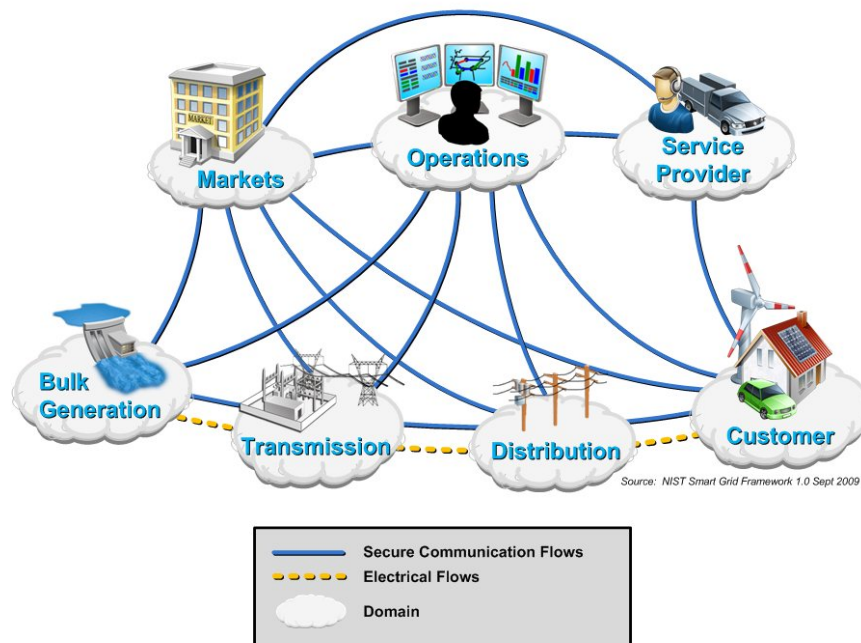 MARKET
Markets
Operations
Service
Provider
Bulk
Generation
Transmission
Distribution
Customer
Source: NIST Smart Grid Framework 1.0 Sept 2009
Secure Communication Flows
Electrical Flows
Domain